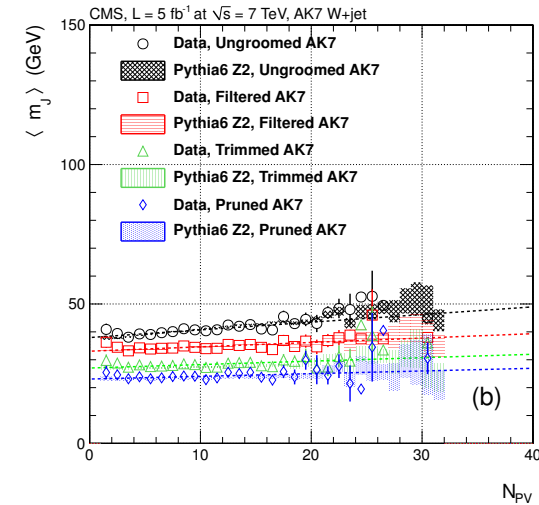 CMS, L = 5 fb⁻¹ at √s = 7 TeV, AK7 W+jet
⟨ m_J ⟩ (GeV)
150
100
50
0
Data, Ungroomed AK7
Pythia6 Z2, Ungroomed AK7
Data, Filtered AK7
Pythia6 Z2, Filtered AK7
Data, Trimmed AK7
Pythia6 Z2, Trimmed AK7
Data, Pruned AK7
Pythia6 Z2, Pruned AK7
(b)
0 10 20 30 40
N_PV